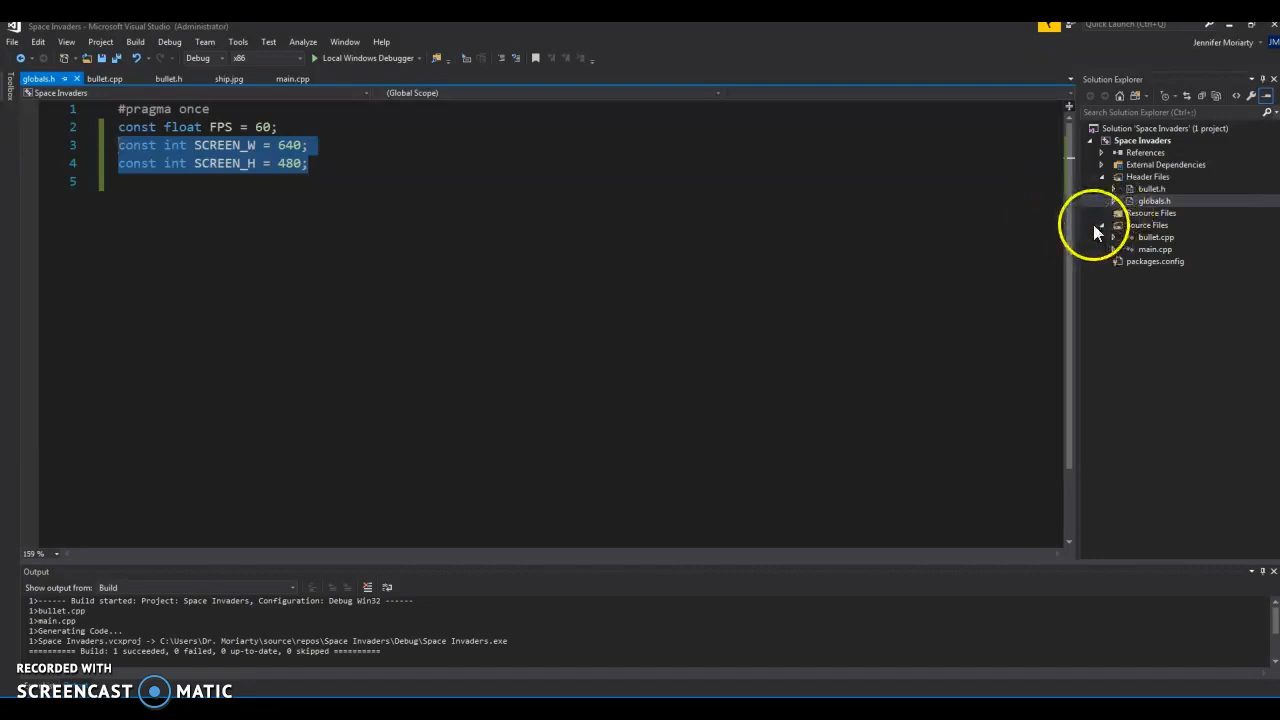 Space Invaders - Microsoft Visual Studio (Administrator)
Quick Launch (Ctrl+Q)
File Edit View Project Build Debug Team Tools Test Analyze Window Help
Jennifer Moriarty JM
Debug x86 Local Windows Debugger
Toolbox
globals.h bullet.cpp bullet.h ship.jpg main.cpp
Space Invaders (Global Scope)
1 #pragma once
2 const float FPS = 60;
3 const int SCREEN_W = 640;
4 const int SCREEN_H = 480;
5
159 %
Solution Explorer
Search Solution Explorer (Ctrl+;)
Solution 'Space Invaders' (1 project)
Space Invaders
References
External Dependencies
Header Files
bullet.h
globals.h
Resource Files
Source Files
bullet.cpp
main.cpp
packages.config
Output
Show output from: Build
1>------ Build started: Project: Space Invaders, Configuration: Debug Win32 ------
1>bullet.cpp
1>main.cpp
1>Generating Code...
1>Space Invaders.vcxproj -> C:\Users\Dr. Moriarty\source\repos\Space Invaders\Debug\Space Invaders.exe
========== Build: 1 succeeded, 0 failed, 0 up-to-date, 0 skipped ==========
RECORDED WITH
SCREENCAST MATIC